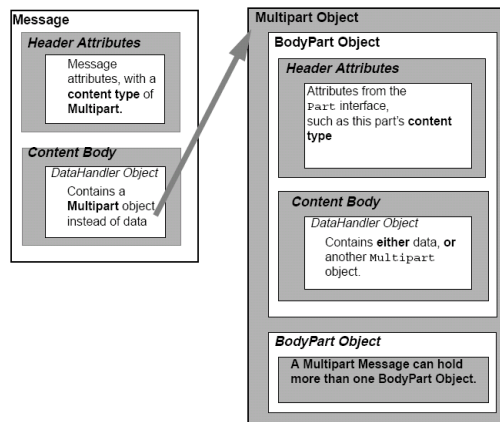 Message
Header Attributes
Message
attributes, with a
content type of
Multipart.
Content Body
DataHandler Object
Contains a
Multipart object
instead of data
Multipart Object
BodyPart Object
Header Attributes
Attributes from the
Part interface,
such as this part's content
type
Content Body
DataHandler Object
Contains either data, or
another Multipart
object.
BodyPart Object
A Multipart Message can hold
more than one BodyPart Object.